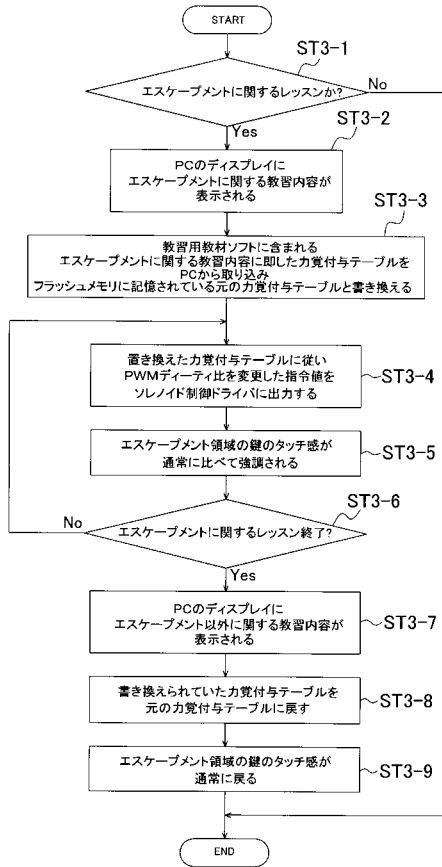 START
ST3-1
エスケープメントに関するレッスンか?
No
Yes
ST3-2
PCのディスプレイに
エスケープメントに関する教習内容が
表示される
ST3-3
教習用教材ソフトに含まれる
エスケープメントに関する教習内容に即した力覚付与テーブルを
PCから取り込み
フラッシュメモリに記憶されている元の力覚付与テーブルと書き換える
置き換えた力覚付与テーブルに従い
PWMディーティ比を変更した指令値を
ソレノイド制御ドライバに出力する
ST3-4
エスケープメント領域の鍵のタッチ感が
通常に比べて強調される
ST3-5
ST3-6
No
エスケープメントに関するレッスン終了?
Yes
PCのディスプレイに
エスケープメント以外に関する教習内容が
表示される
ST3-7
書き換えられていた力覚付与テーブルを
元の力覚付与テーブルに戻す
ST3-8
エスケープメント領域の鍵のタッチ感が
通常に戻る
ST3-9
END